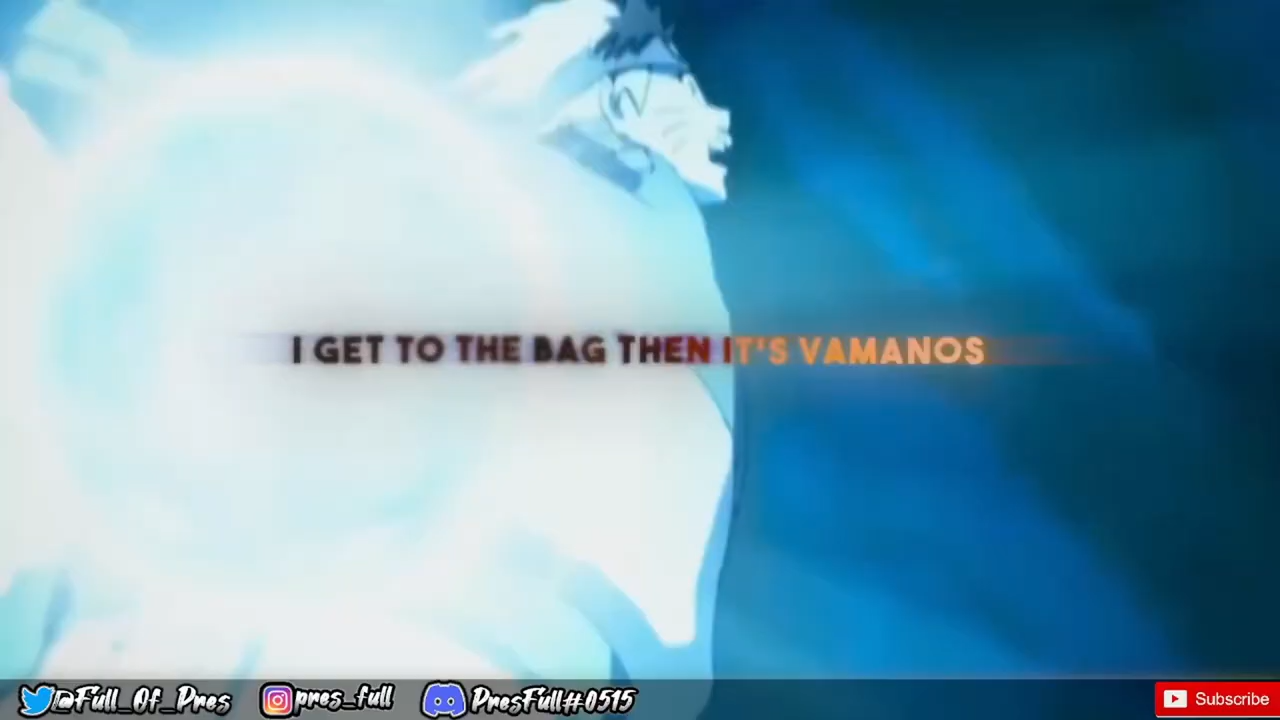 I GET TO THE BAG THEN IT'S VAMANOS
@Full_Of_Pres pres_full PresFull#0515 Subscribe